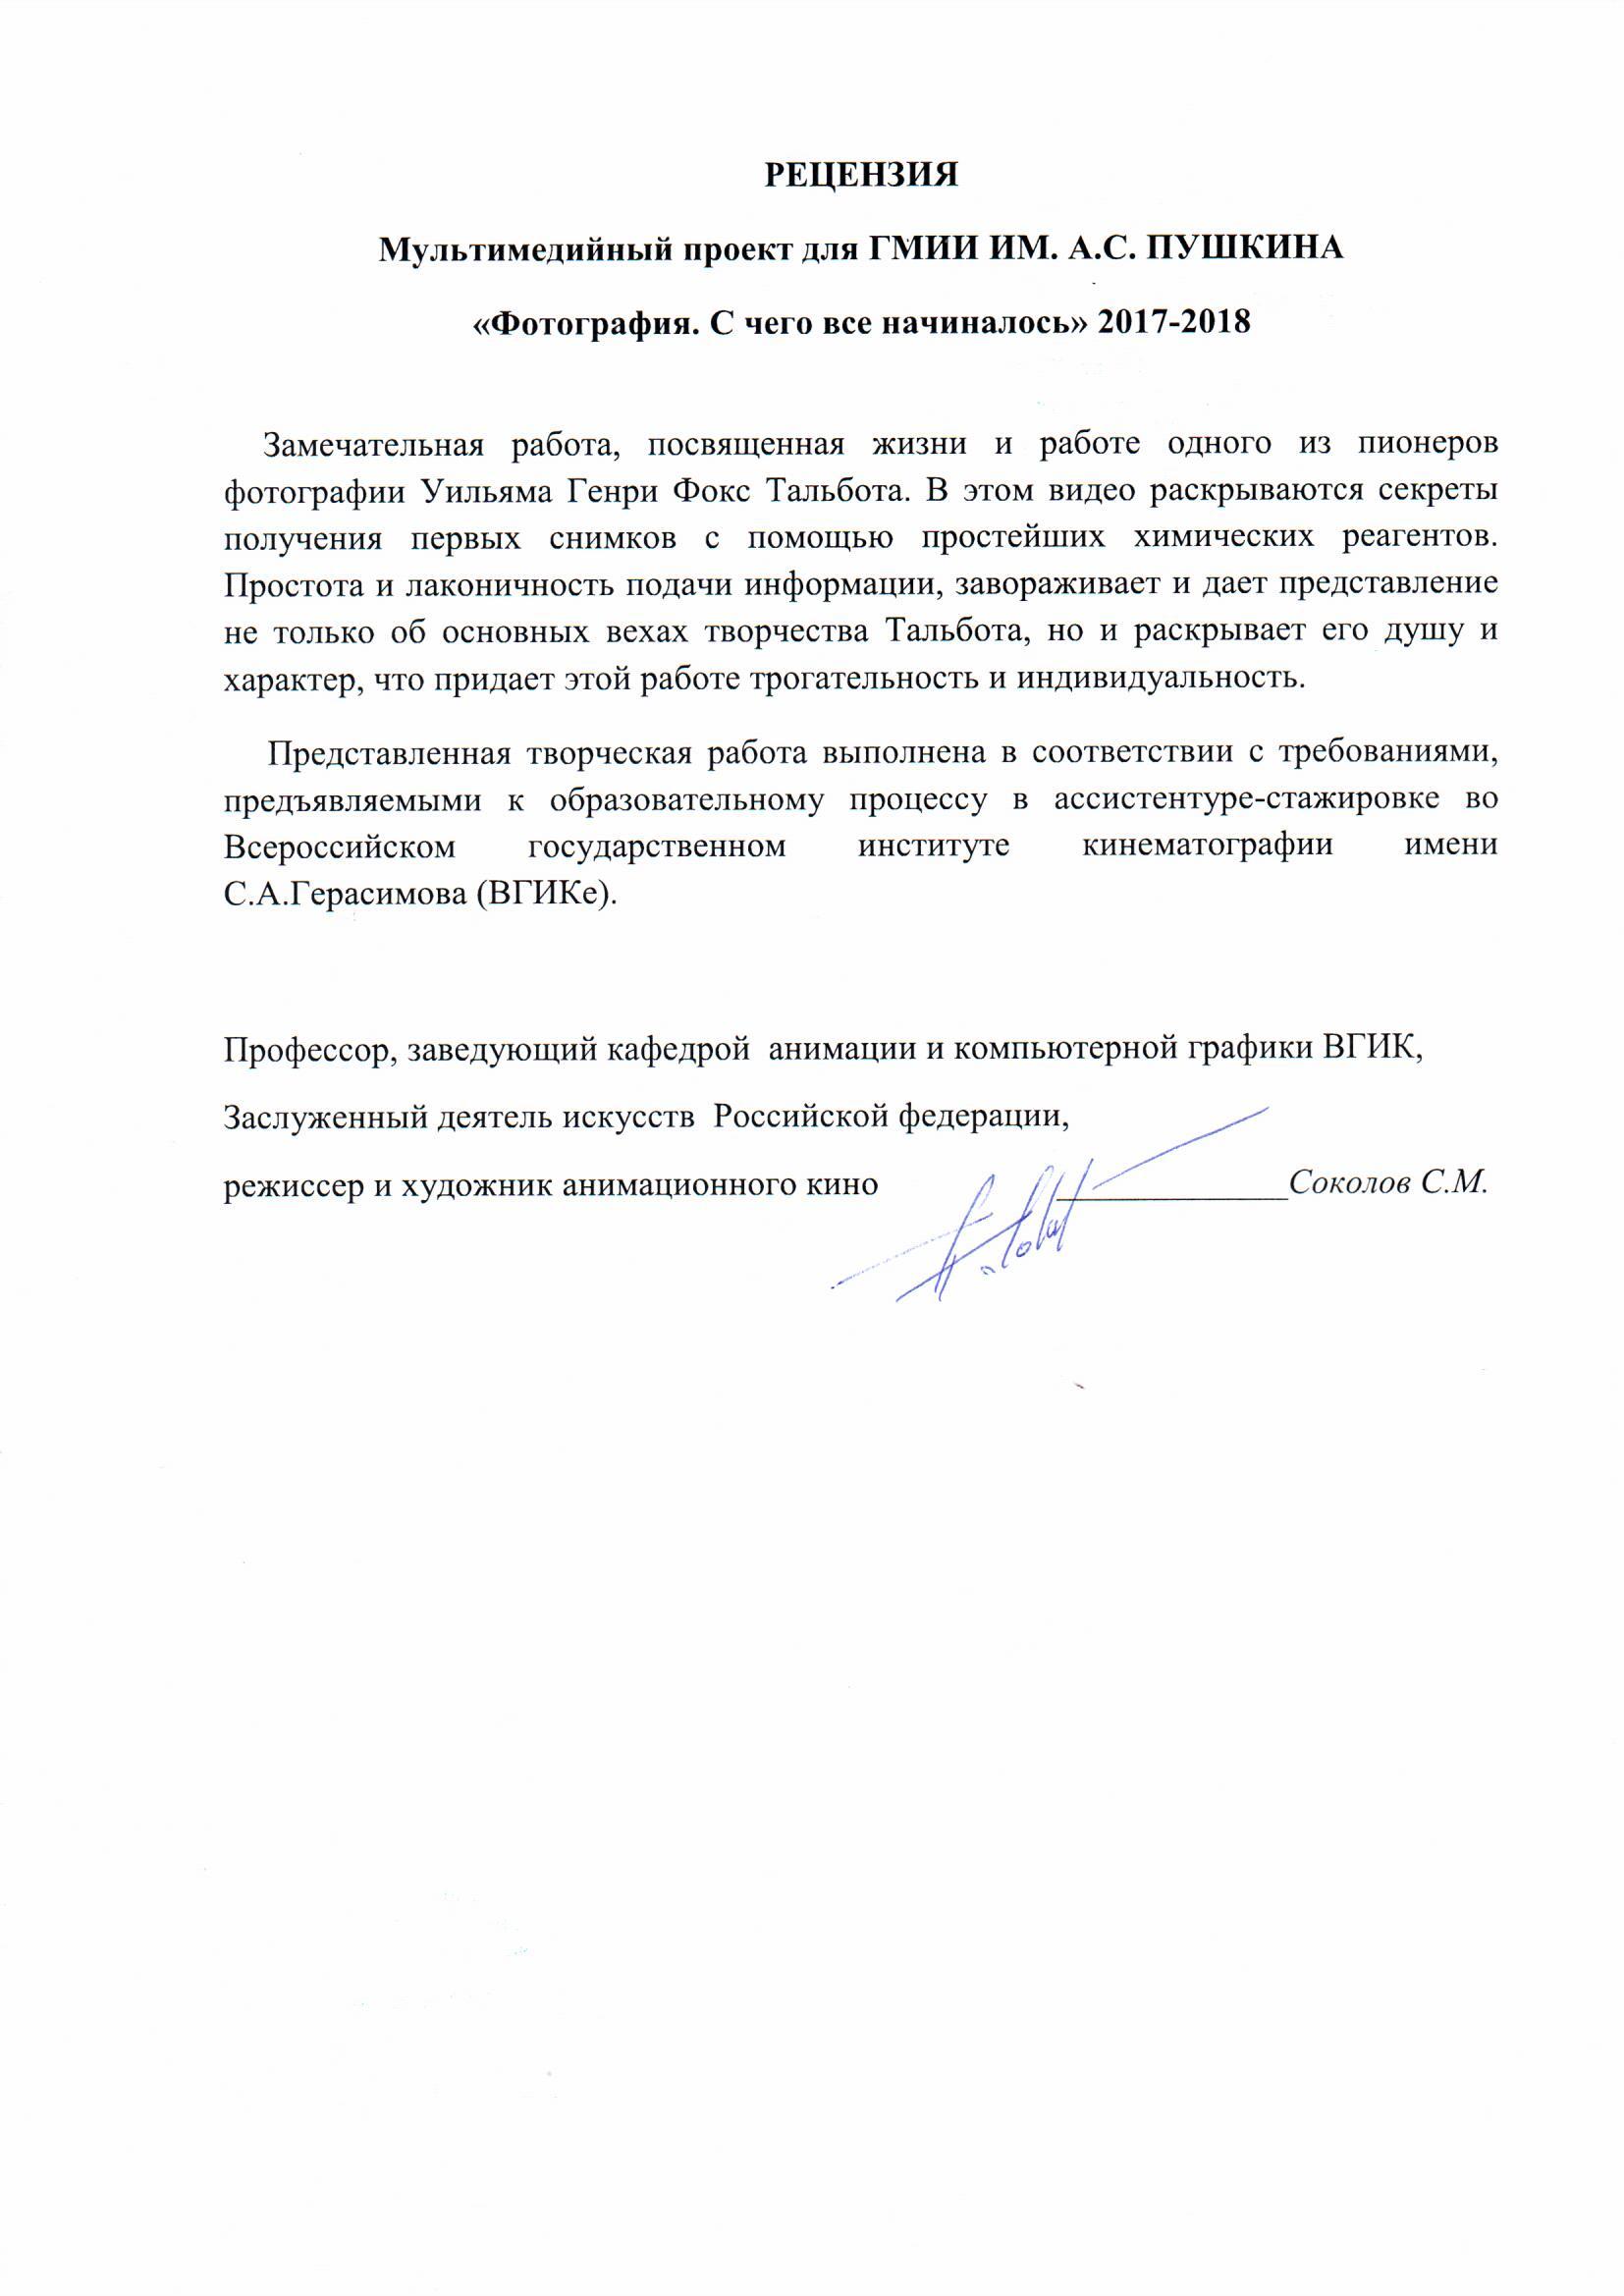 РЕЦЕНЗИЯ
Мультимедийный проект для ГМИИ ИМ. А.С. ПУШКИНА
«Фотография. С чего все начиналось» 2017-2018
Замечательная работа, посвященная жизни и работе одного из пионеров
фотографии Уильяма Генри Фокс Тальбота. В этом видео раскрываются секреты
получения первых снимков с помощью простейших химических реагентов.
Простота и лаконичность подачи информации, завораживает и дает представление
не только об основных вехах творчества Тальбота, но и раскрывает его душу и
характер, что придает этой работе трогательность и индивидуальность.
Представленная творческая работа выполнена в соответствии с требованиями,
предъявляемыми к образовательному процессу в ассистентуре-стажировке во
Всероссийском государственном институте кинематографии имени
С.А.Герасимова (ВГИКе).
Профессор, заведующий кафедрой анимации и компьютерной графики ВГИК,
Заслуженный деятель искусств Российской федерации,
режиссер и художник анимационного кино ______________Соколов С.М.